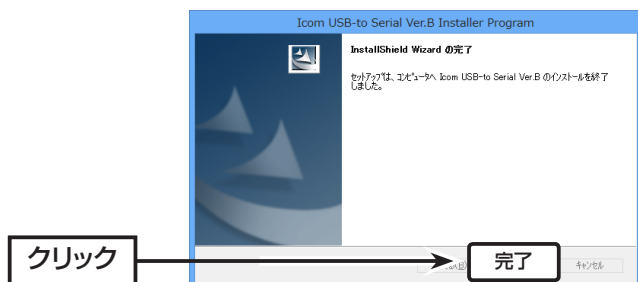 Icom USB-to Serial Ver.B Installer Program
InstallShield Wizard の完了
セットアップは、コンピュータへ Icom USB-to Serial Ver.B のインストールを終了
しました。
クリック
完了
キャンセル